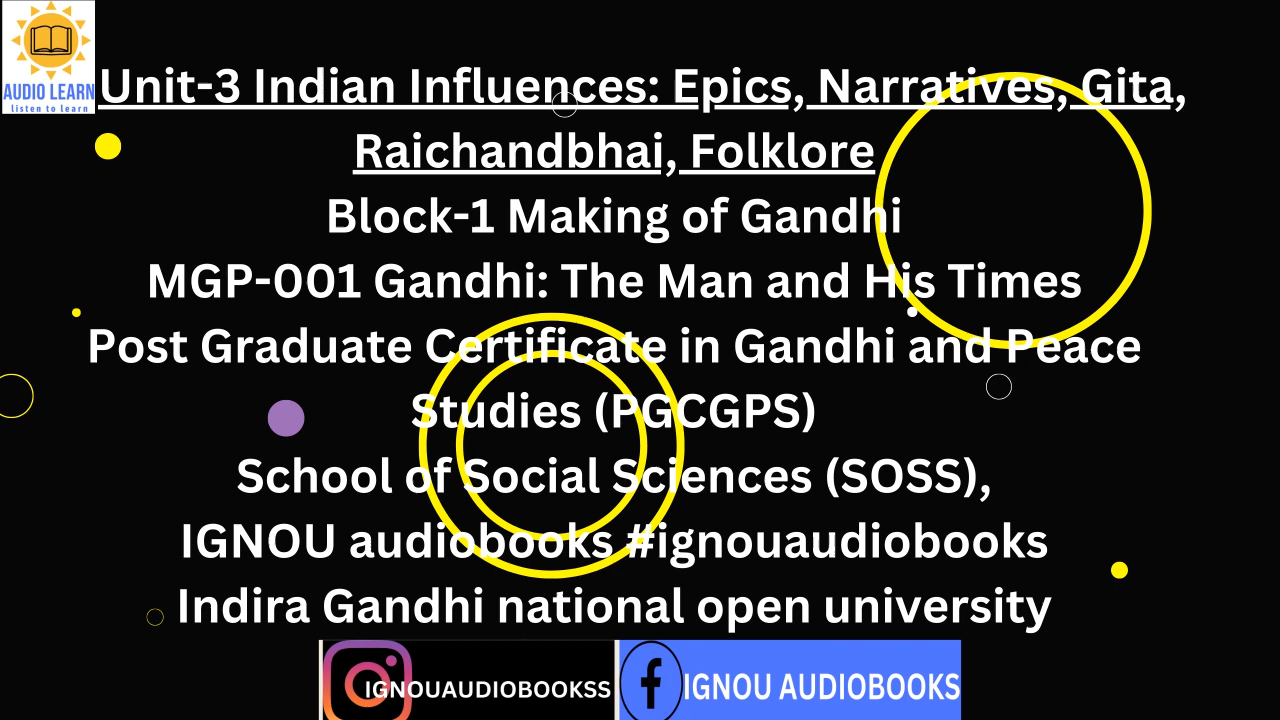 AUDIO LEARN
listen to learn
Unit-3 Indian Influences: Epics, Narratives, Gita,
Raichandbhai, Folklore
Block-1 Making of Gandhi
MGP-001 Gandhi: The Man and His Times
Post Graduate Certificate in Gandhi and Peace
Studies (PGCGPS)
School of Social Sciences (SOSS),
IGNOU audiobooks #ignouaudiobooks
Indira Gandhi national open university
IGNOUAUDIOBOOKSS
IGNOU AUDIOBOOKS